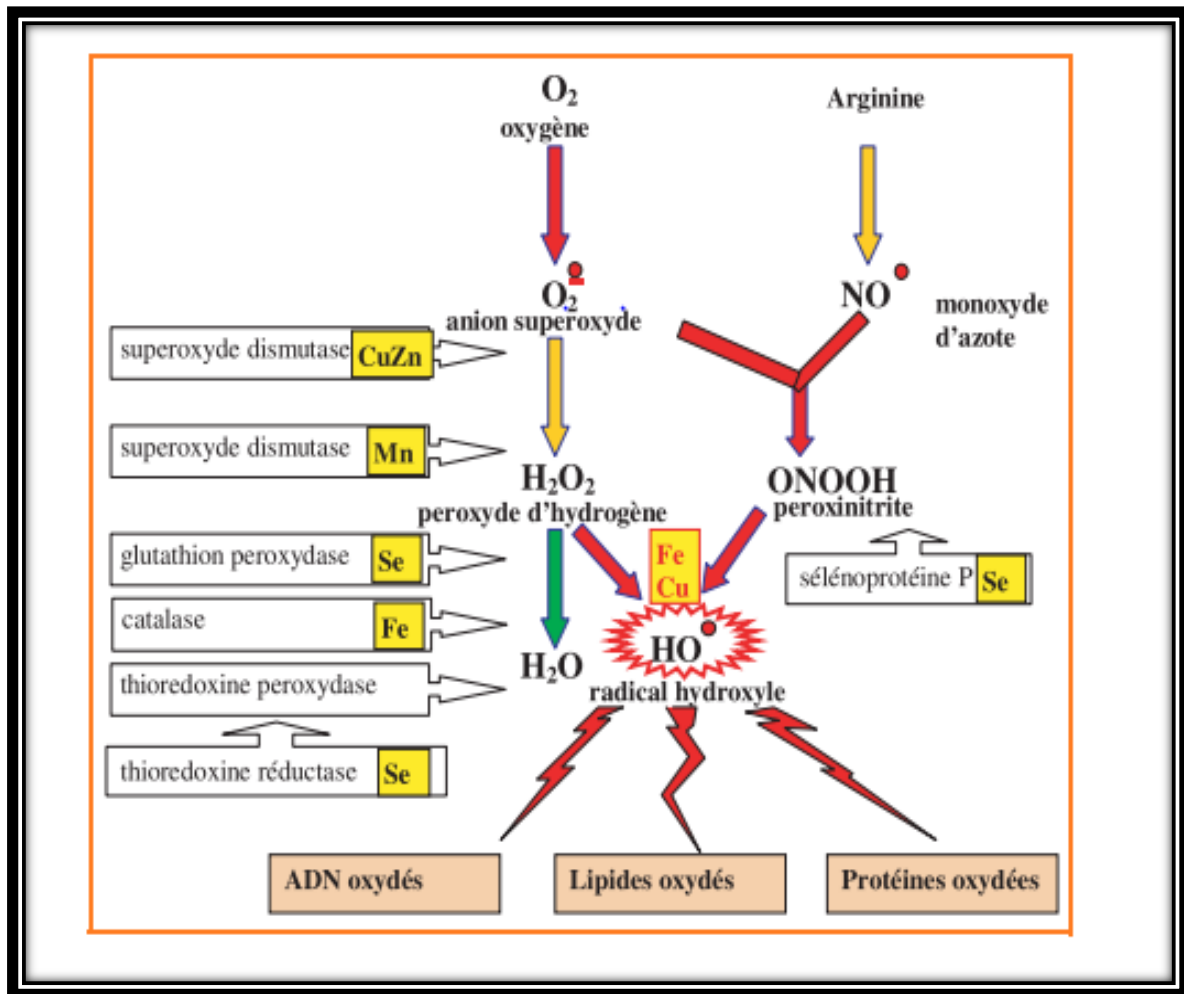 O₂
oxygène
Arginine
O₂
anion superoxyde
NO
monoxyde
d'azote
superoxyde dismutase CuZn
superoxyde dismutase Mn
H₂O₂
peroxyde d'hydrogène
ONOOH
peroxinitrite
glutathion peroxydase Se
Fe
Cu
sélénoprotéine P Se
catalase Fe
H₂O
HO
radical hydroxyle
thioredoxine peroxydase
thioredoxine réductase Se
ADN oxydés
Lipides oxydés
Protéines oxydées